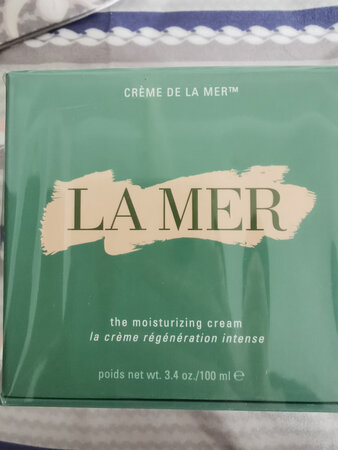 CRÈME DE LA MER™
LA MER
the moisturizing cream
la crème régénération intense
poids net wt. 3.4 oz./100 ml ℮